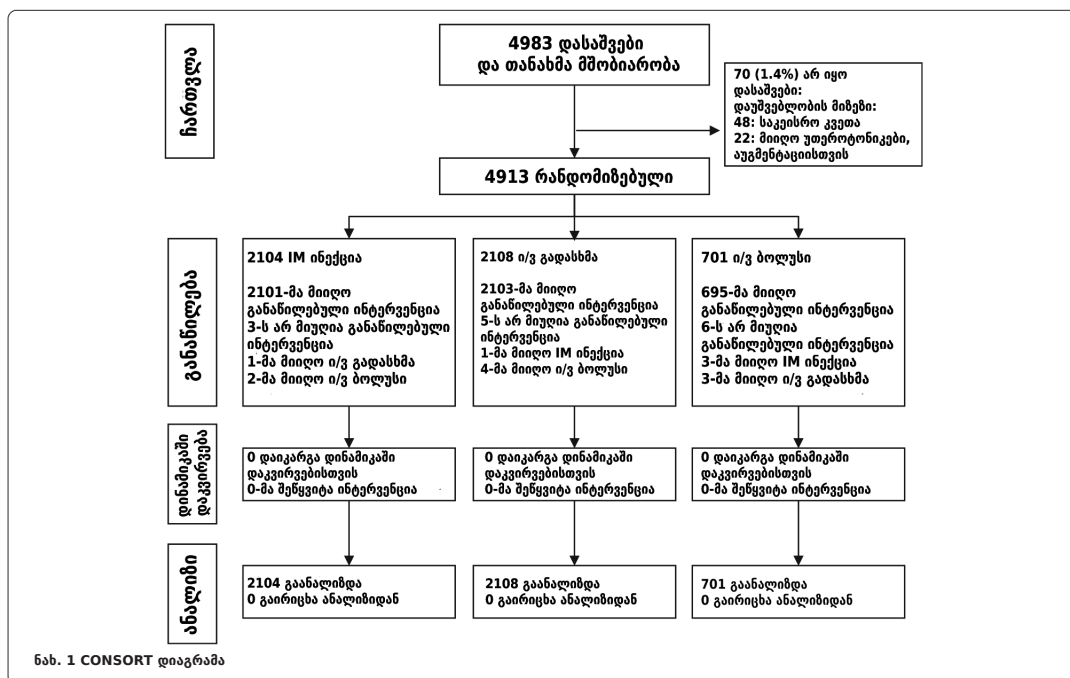 ჩართვლა
4983 დასაშვები
და თანახმა მშობიარობა
70 (1.4%) არ იყო
დასაშვები:
დაუშვებლობის მიზეზი:
48: საკეისრო კვეთა
22: მიიღო უთეროტონიკები,
აუგმენტაციისთვის
4913 რანდომიზებული
განაწილება
2104 IM ინექცია
2101-მა მიიღო
განაწილებული ინტერვენცია
3-ს არ მიუღია განაწილებული
ინტერვენცია
1-მა მიიღო ი/ვ გადასხმა
2-მა მიიღო ი/ვ ბოლუსი
2108 ი/ვ გადასხმა
2103-მა მიიღო
განაწილებული ინტერვენცია
5-ს არ მიუღია განაწილებული
ინტერვენცია
1-მა მიიღო IM ინექცია
4-მა მიიღო ი/ვ ბოლუსი
701 ი/ვ ბოლუსი
695-მა მიიღო
განაწილებული ინტერვენცია
6-ს არ მიუღია
განაწილებული ინტერვენცია
3-მა მიიღო IM ინექცია
3-მა მიიღო ი/ვ გადასხმა
დინამიკაში
დაკვირვება
0 დაიკარგა დინამიკაში
დაკვირვებისთვის
0-მა შეწყვიტა ინტერვენცია
0 დაიკარგა დინამიკაში
დაკვირვებისთვის
0-მა შეწყვიტა ინტერვენცია
0 დაიკარგა დინამიკაში
დაკვირვებისთვის
0-მა შეწყვიტა ინტერვენცია
ანალიზი
2104 გაანალიზდა
0 გაირიცხა ანალიზიდან
2108 გაანალიზდა
0 გაირიცხა ანალიზიდან
701 გაანალიზდა
0 გაირიცხა ანალიზიდან
ნახ. 1 CONSORT დიაგრამა